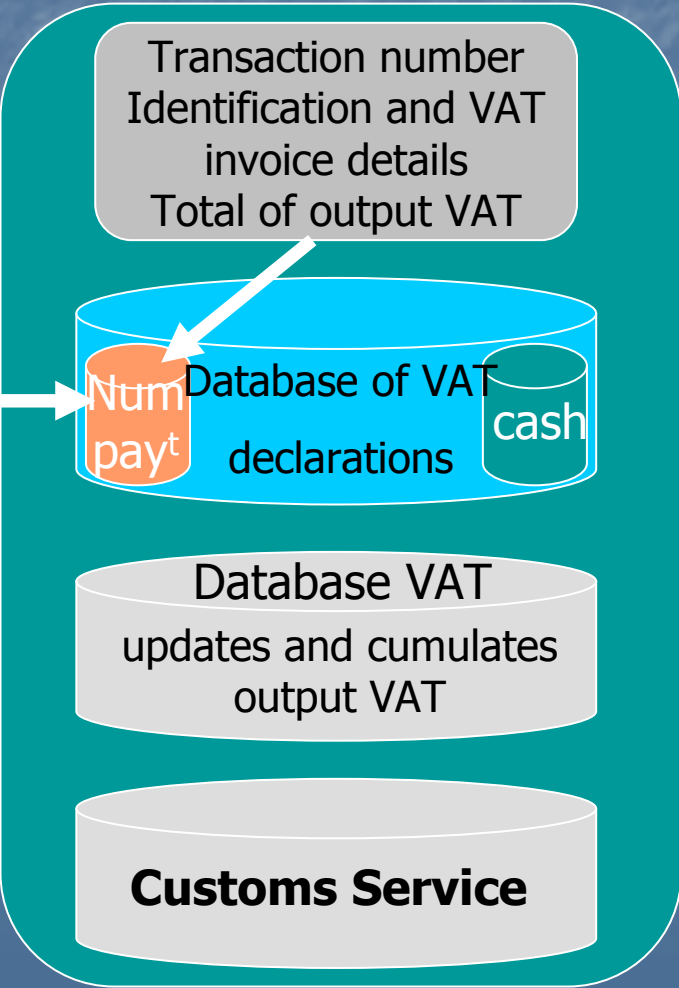 Transaction number
Identification and VAT
invoice details
Total of output VAT
Num
payᵗ
Database of VAT
declarations
cash
Database VAT
updates and cumulates
output VAT
Customs Service